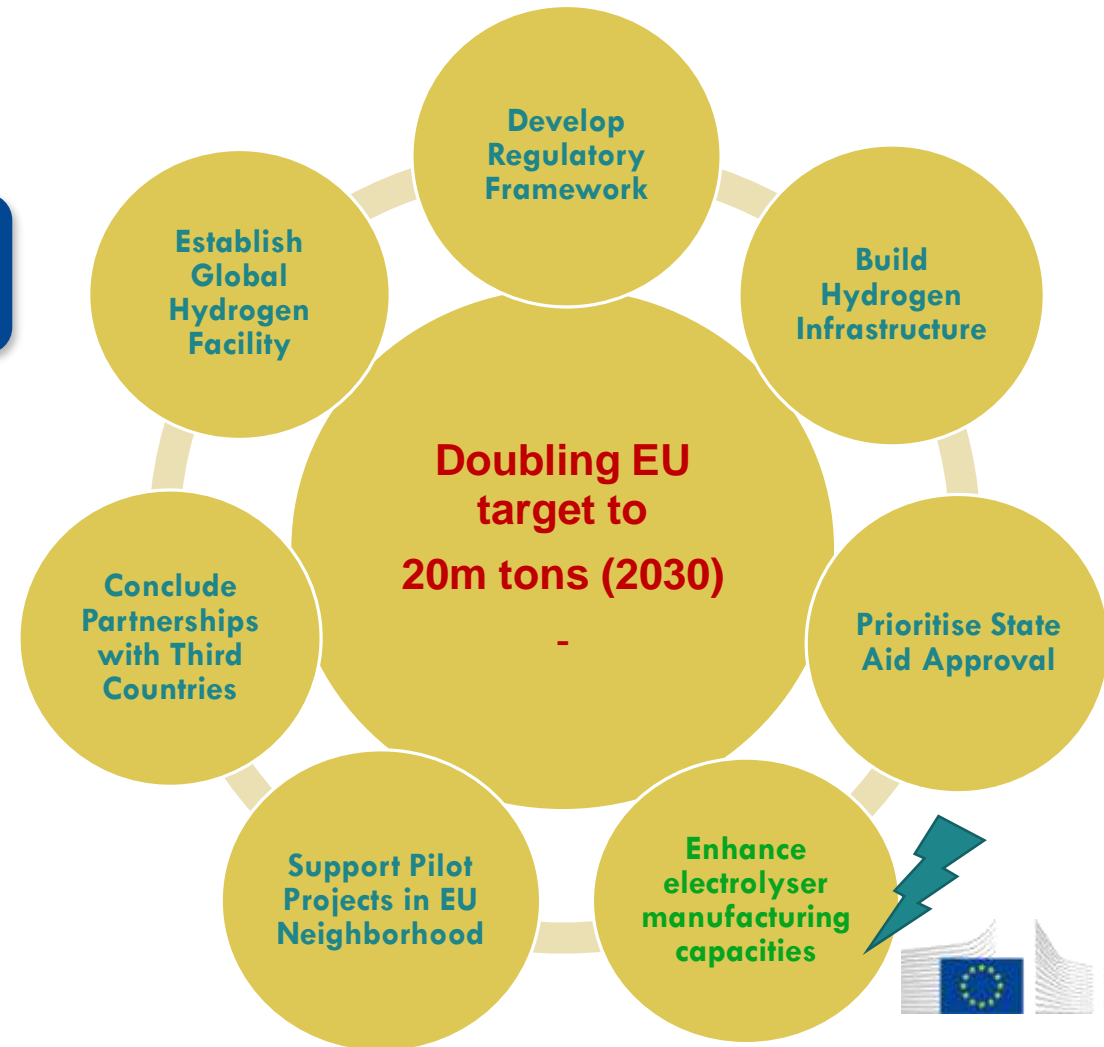 Develop
Regulatory
Framework
Build
Hydrogen
Infrastructure
Prioritise State
Aid Approval
Enhance
electrolyser
manufacturing
capacities
Support Pilot
Projects in EU
Neighborhood
Conclude
Partnerships
with Third
Countries
Establish
Global
Hydrogen
Facility
Doubling EU
target to
20m tons (2030)
-